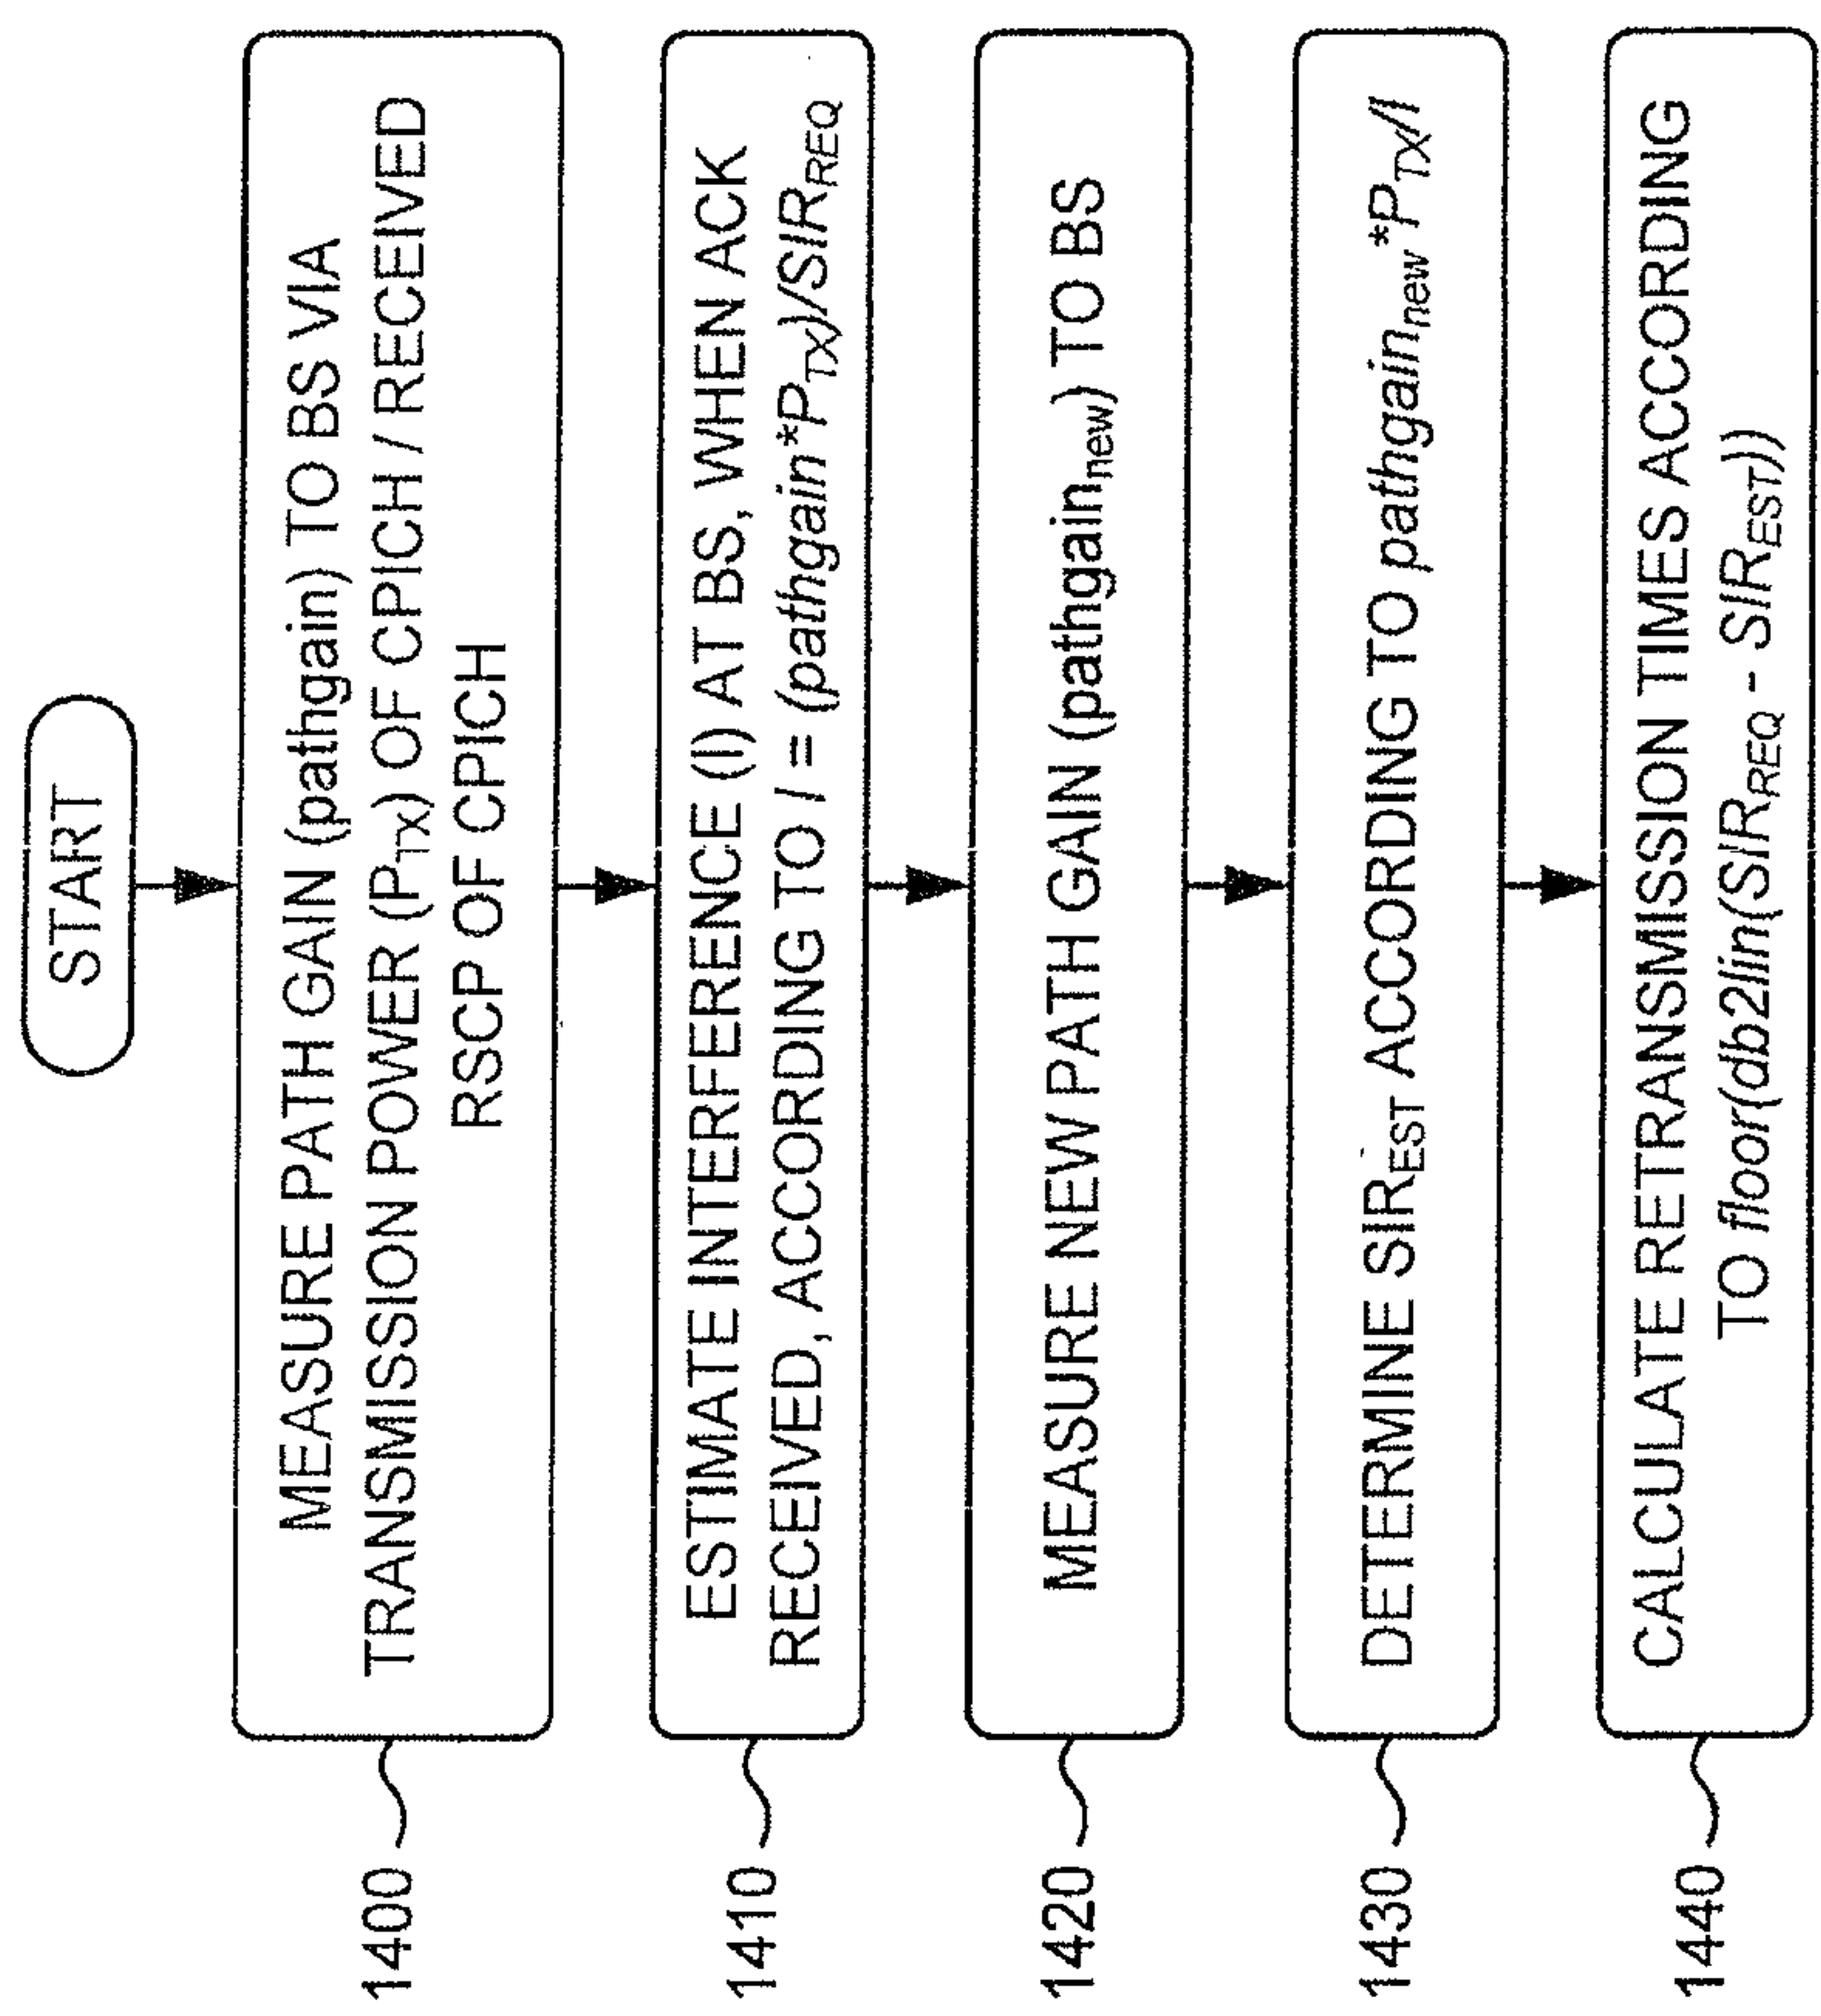 START
1400
MEASURE PATH GAIN (pathgain) TO BS VIA
TRANSMISSION POWER (P_TX) OF CPICH / RECEIVED
RSCP OF CPICH
1410
ESTIMATE INTERFERENCE (I) AT BS, WHEN ACK
RECEIVED, ACCORDING TO I = (pathgain*P_TX)/SIR_REQ
1420
MEASURE NEW PATH GAIN (pathgain_new) TO BS
1430
DETERMINE SIR_EST ACCORDING TO pathgain_new*P_TX/I
1440
CALCULATE RETRANSMISSION TIMES ACCORDING
TO floor(db2lin(SIR_REQ - SIR_EST))